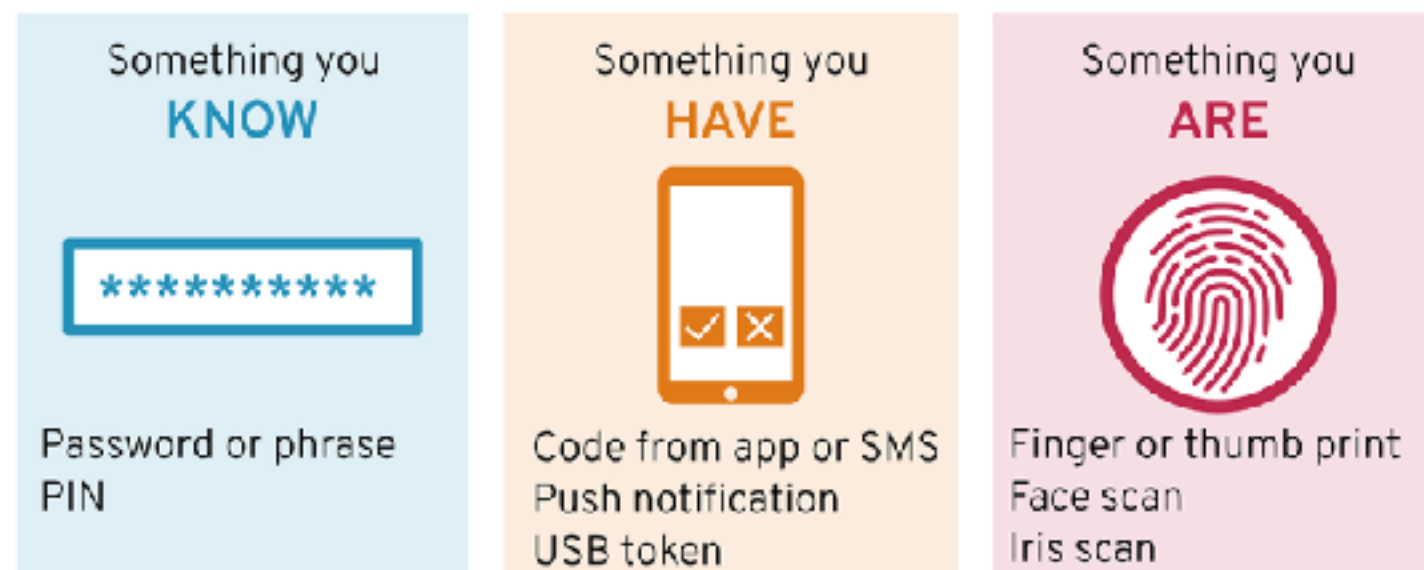 Something you
KNOW
**********
Password or phrase
PIN
Something you
HAVE
Code from app or SMS
Push notification
USB token
Something you
ARE
Finger or thumb print
Face scan
Iris scan